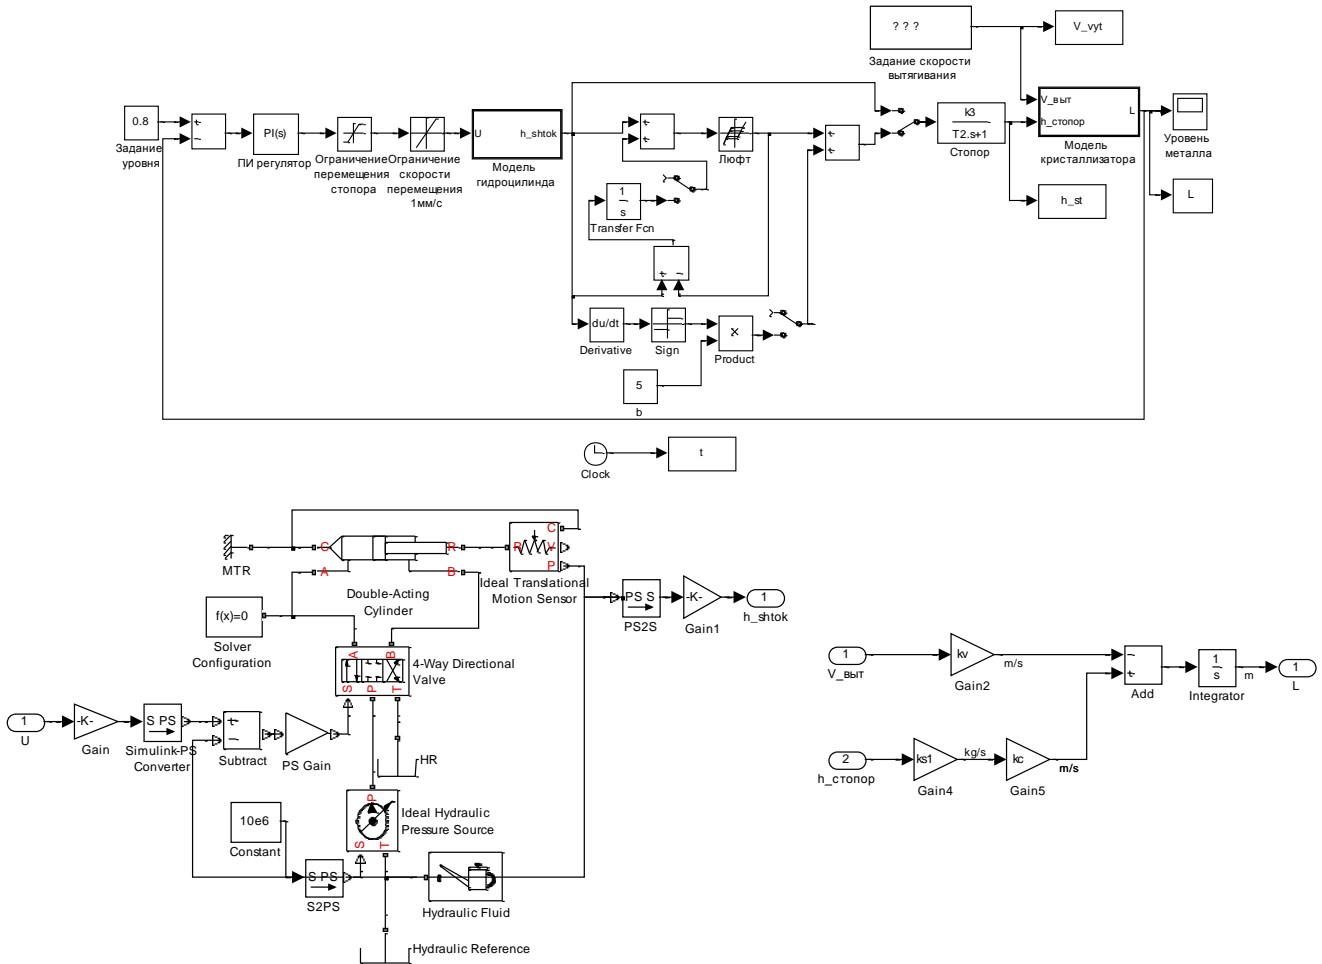 ? ? ?
V_vyt
Задание скорости
вытягивания
0.8
Задание
уровня
PI(s)
ПИ регулятор
Ограничение
перемещения
стопора
Ограничение
скорости
перемещения
1мм/с
U
h_shtok
Модель
гидроцилинда
Люфт
1
s
Transfer Fcn
k3
T2.s+1
Стопор
V_выт
h_стопор
L
Модель
кристаллизатора
Уровень
металла
L
h_st
du/dt
Derivative
Sign
×
Product
5
b
Clock
t
MTR
C
R
A
B
Double-Acting
Cylinder
R
C
V
P
Ideal Translational
Motion Sensor
f(x)=0
Solver
Configuration
A
B
S
P
T
4-Way Directional
Valve
PS S
PS2S
-K-
Gain1
1
h_shtok
1
U
-K-
Gain
S PS
Simulink-PS
Converter
Subtract
PS Gain
HR
10e6
Constant
P
S
T
Ideal Hydraulic
Pressure Source
S PS
S2PS
Hydraulic Fluid
Hydraulic Reference
1
V_выт
kv
Gain2
m/s
Add
1
s
Integrator
m
1
L
2
h_стопор
ks1
Gain4
kg/s
kc
Gain5
m/s